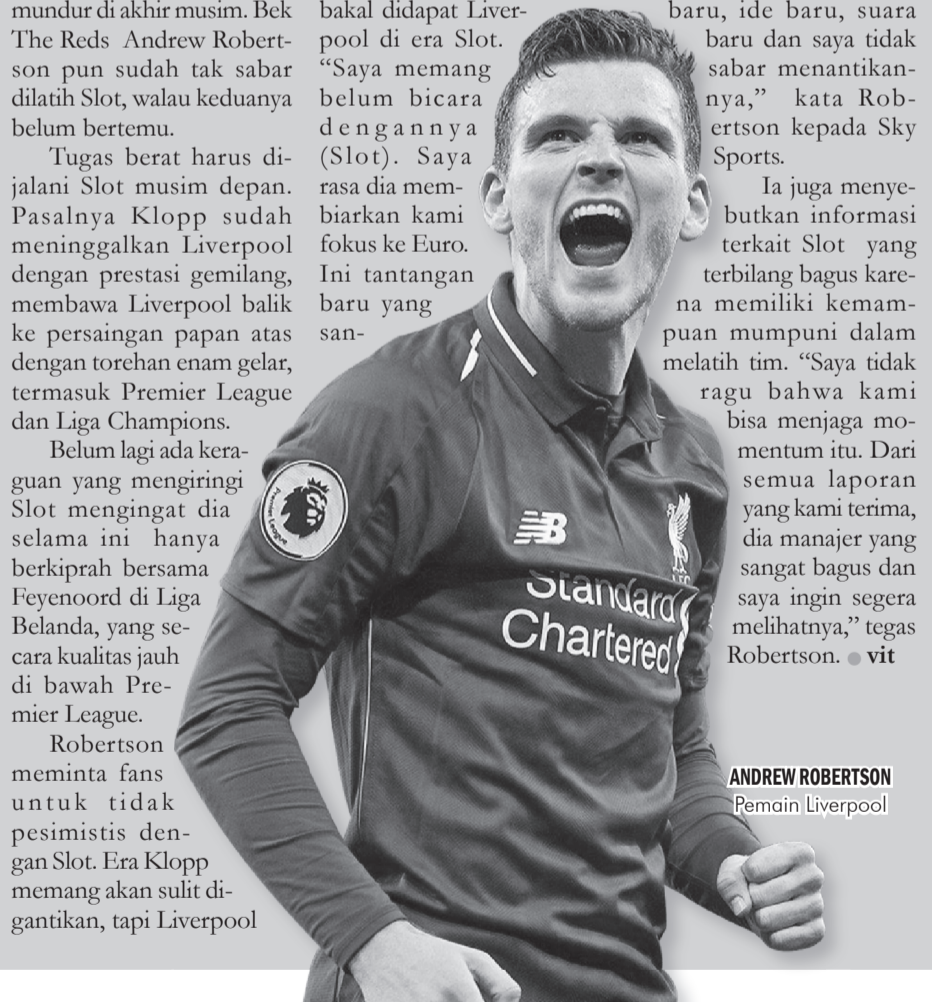 mundur di akhir musim. Bek
The Reds Andrew Robert-
son pun sudah tak sabar
dilatih Slot, walau keduanya
belum bertemu.
Tugas berat harus di-
jalani Slot musim depan.
Pasalnya Klopp sudah
meninggalkan Liverpool
dengan prestasi gemilang,
membawa Liverpool balik
ke persaingan papan atas
dengan torehan enam gelar,
termasuk Premier League
dan Liga Champions.
Belum lagi ada kera-
guan yang mengiringi
Slot mengingat dia
selama ini hanya
berkiprah bersama
Feyenoord di Liga
Belanda, yang se-
cara kualitas jauh
di bawah Pre-
mier League.
Robertson
meminta fans
untuk tidak
pesimistis den-
gan Slot. Era Klopp
memang akan sulit di-
gantikan, tapi Liverpool
bakal didapat Liver-
pool di era Slot.
“Saya memang
belum bicara
dengannya
(Slot). Saya
rasa dia mem-
biarkan kami
fokus ke Euro.
Ini tantangan
baru yang
san-
baru, ide baru, suara
baru dan saya tidak
sabar menantikan-
nya,” kata Rob-
ertson kepada Sky
Sports.
Ia juga menye-
butkan informasi
terkait Slot yang
terbilang bagus kare-
na memiliki kemam-
puan mumpuni dalam
melatih tim. “Saya tidak
ragu bahwa kami
bisa menjaga mo-
mentum itu. Dari
semua laporan
yang kami terima,
dia manajer yang
sangat bagus dan
saya ingin segera
melihatnya,” tegas
Robertson. ● vit
Premier League
NB
LFC
Standard
Chartered
ANDREW ROBERTSON
Pemain Liverpool